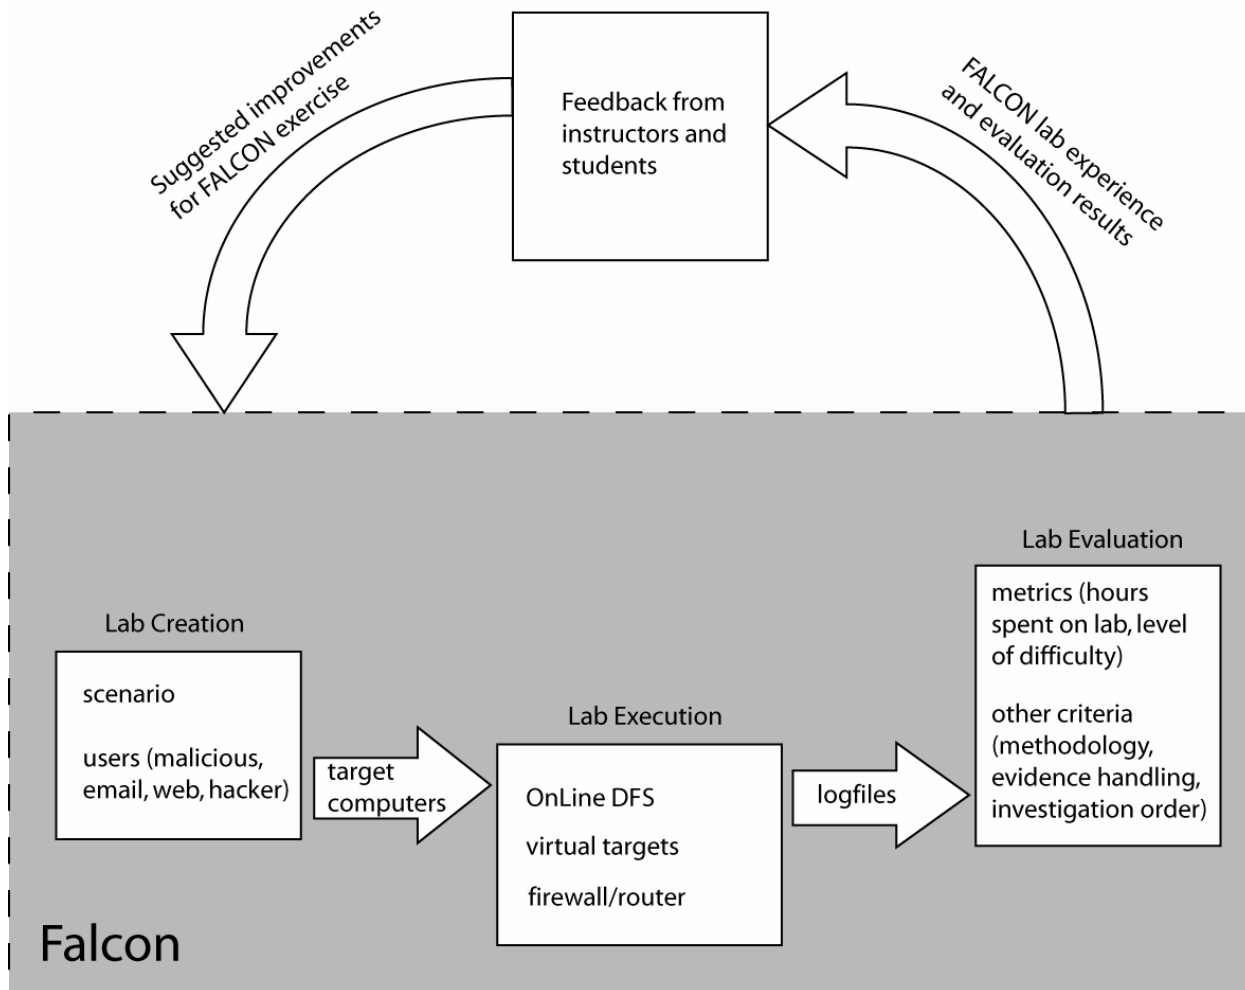 Suggested improvements
for FALCON exercise
Feedback from
instructors and
students
FALCON lab experience
and evaluation results
Lab Creation
scenario
users (malicious,
email, web, hacker)
target
computers
Lab Execution
OnLine DFS
virtual targets
firewall/router
logfiles
Lab Evaluation
metrics (hours
spent on lab, level
of difficulty)
other criteria
(methodology,
evidence handling,
investigation order)
Falcon